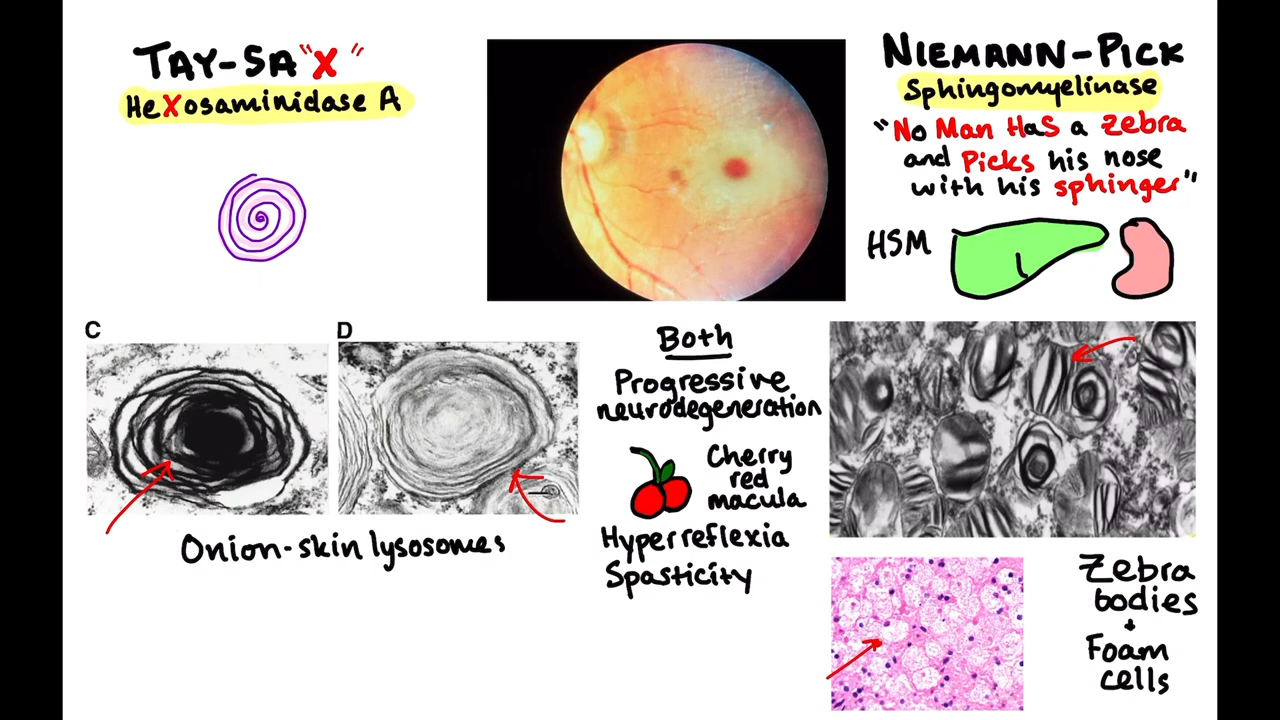 TAY-SA"X"
HeXosaminidase A
NIEMANN-PICK
Sphingomyelinase
"No Man HaS a Zebra
and Picks his nose
with his sphinger"
HSM
C
D
Onion-skin lysosomes
Both
Progressive
neurodegeneration
Cherry
red
macula
Hyperreflexia
Spasticity
Zebra
bodies
+
Foam
cells